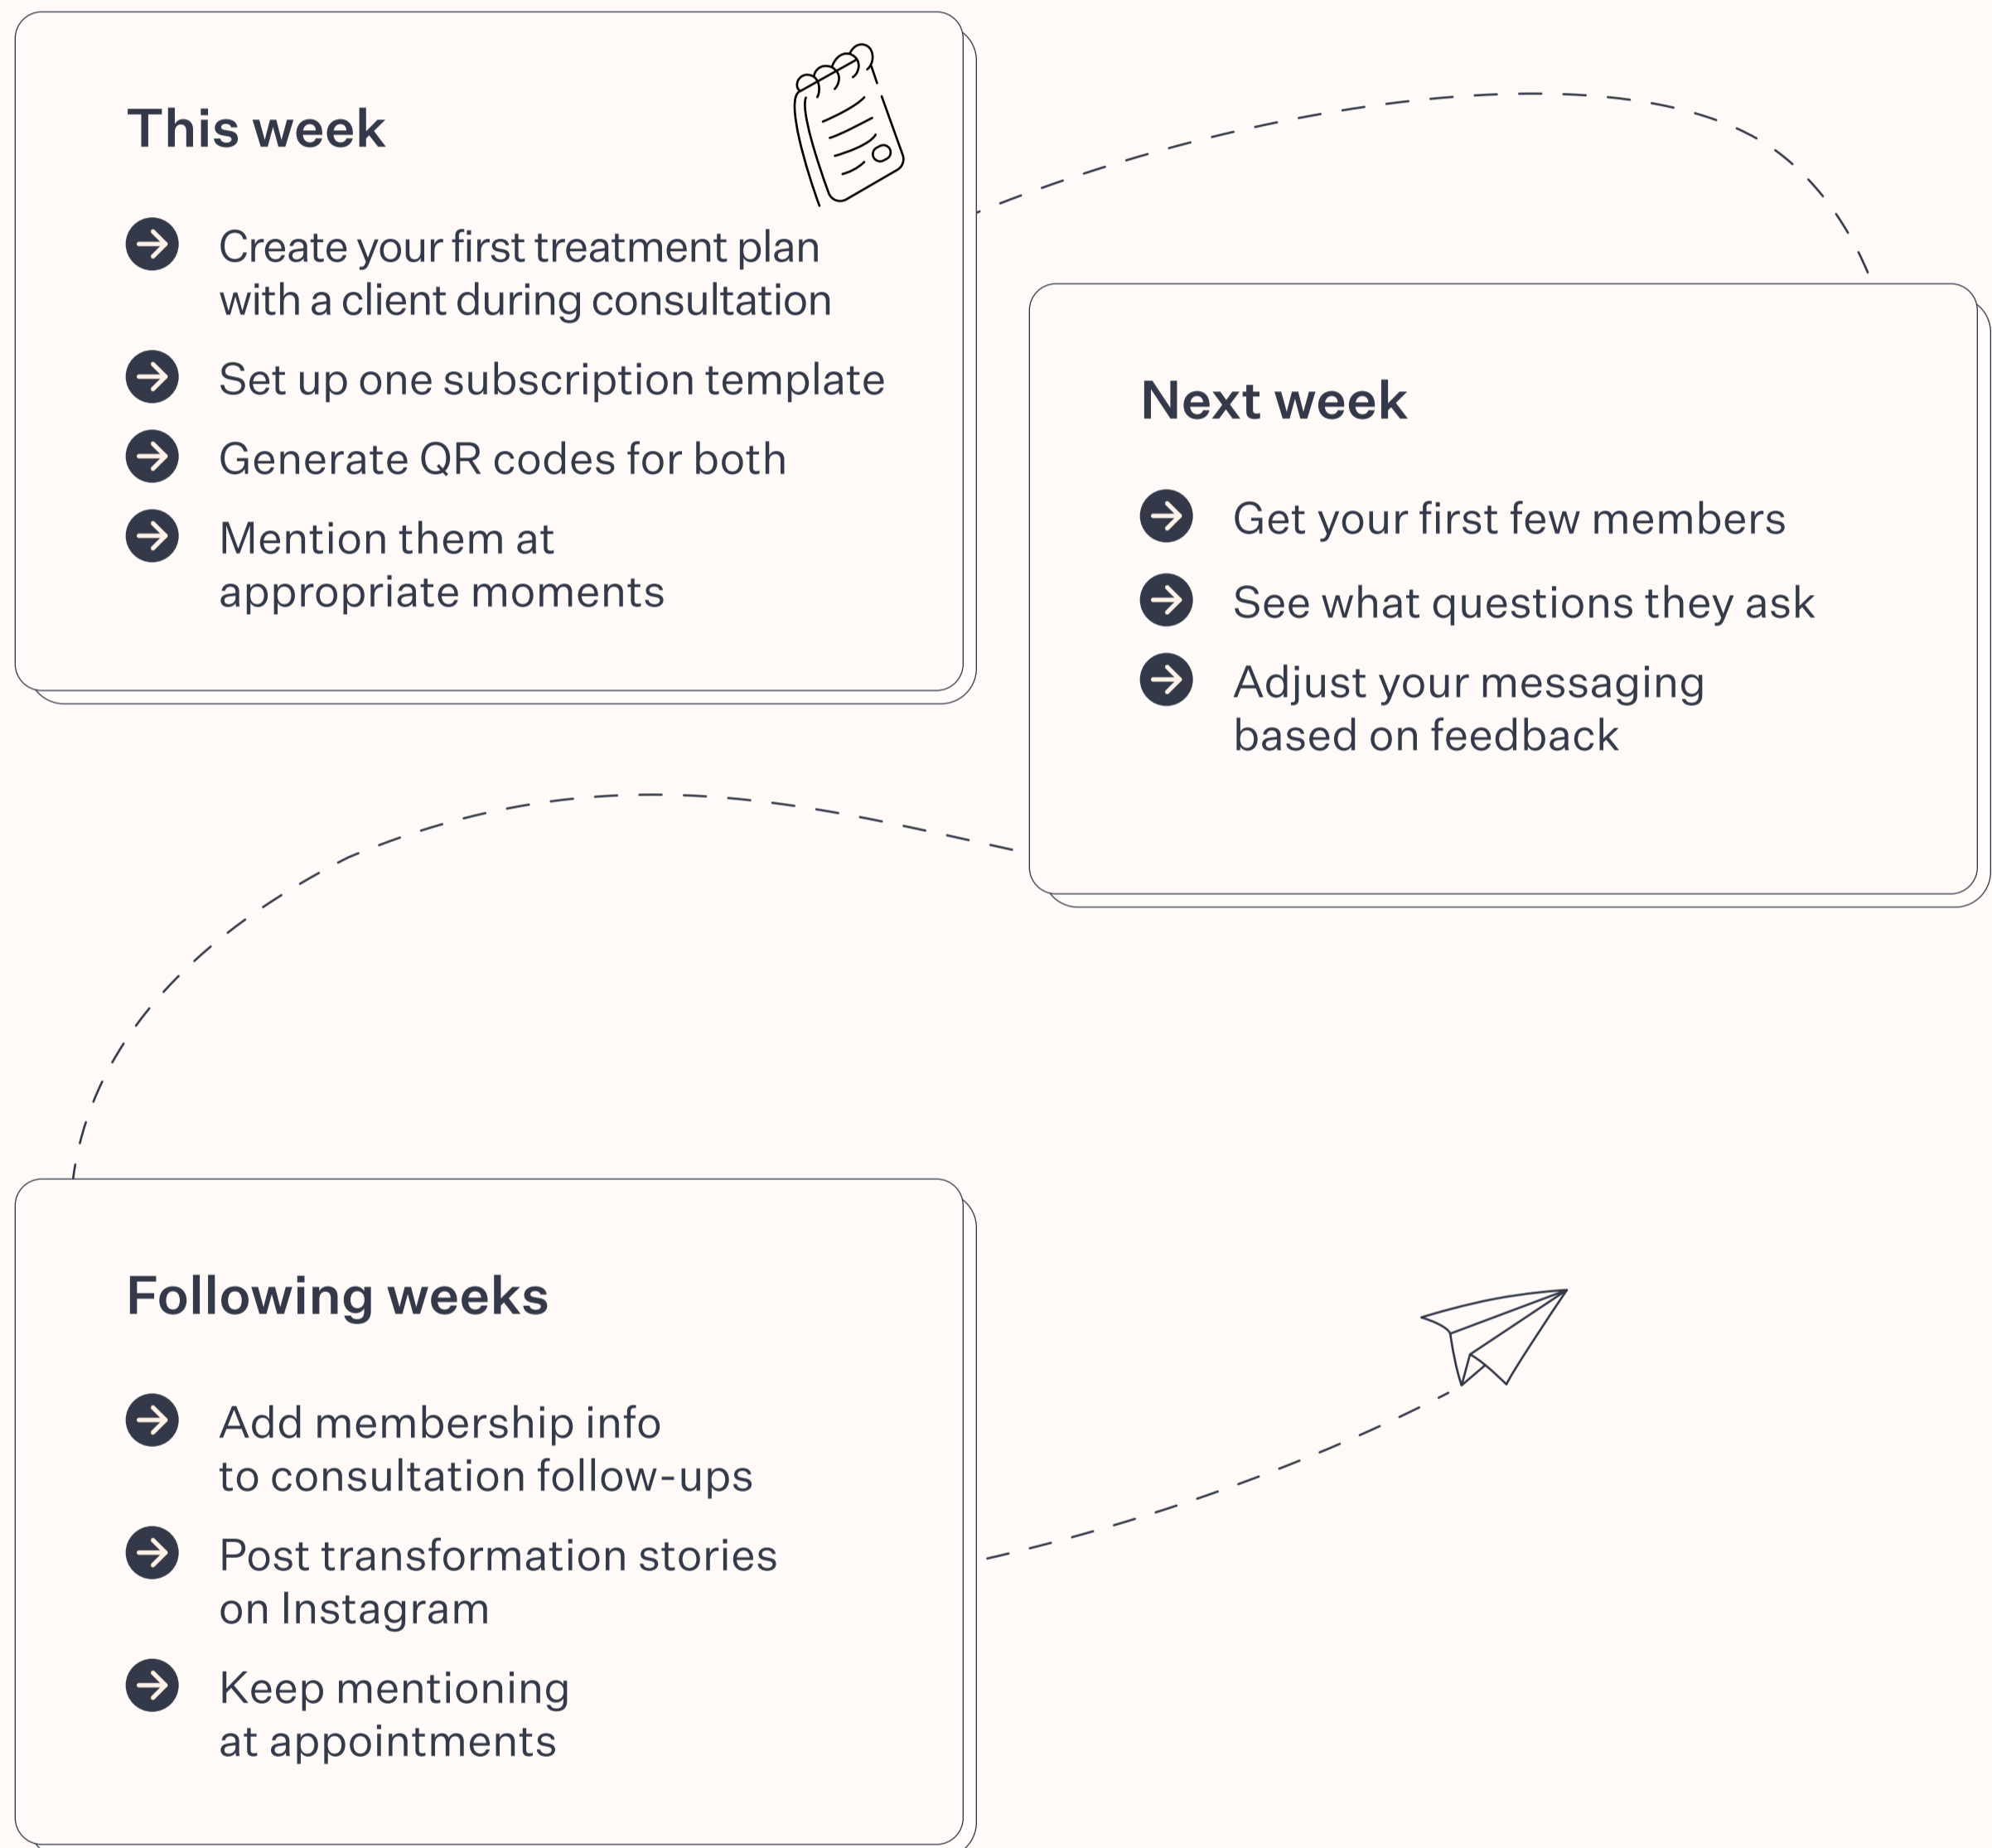 This week
Create your first treatment plan
with a client during consultation
Set up one subscription template
Generate QR codes for both
Mention them at
appropriate moments
Next week
Get your first few members
See what questions they ask
Adjust your messaging
based on feedback
Following weeks
Add membership info
to consultation follow-ups
Post transformation stories
on Instagram
Keep mentioning
at appointments